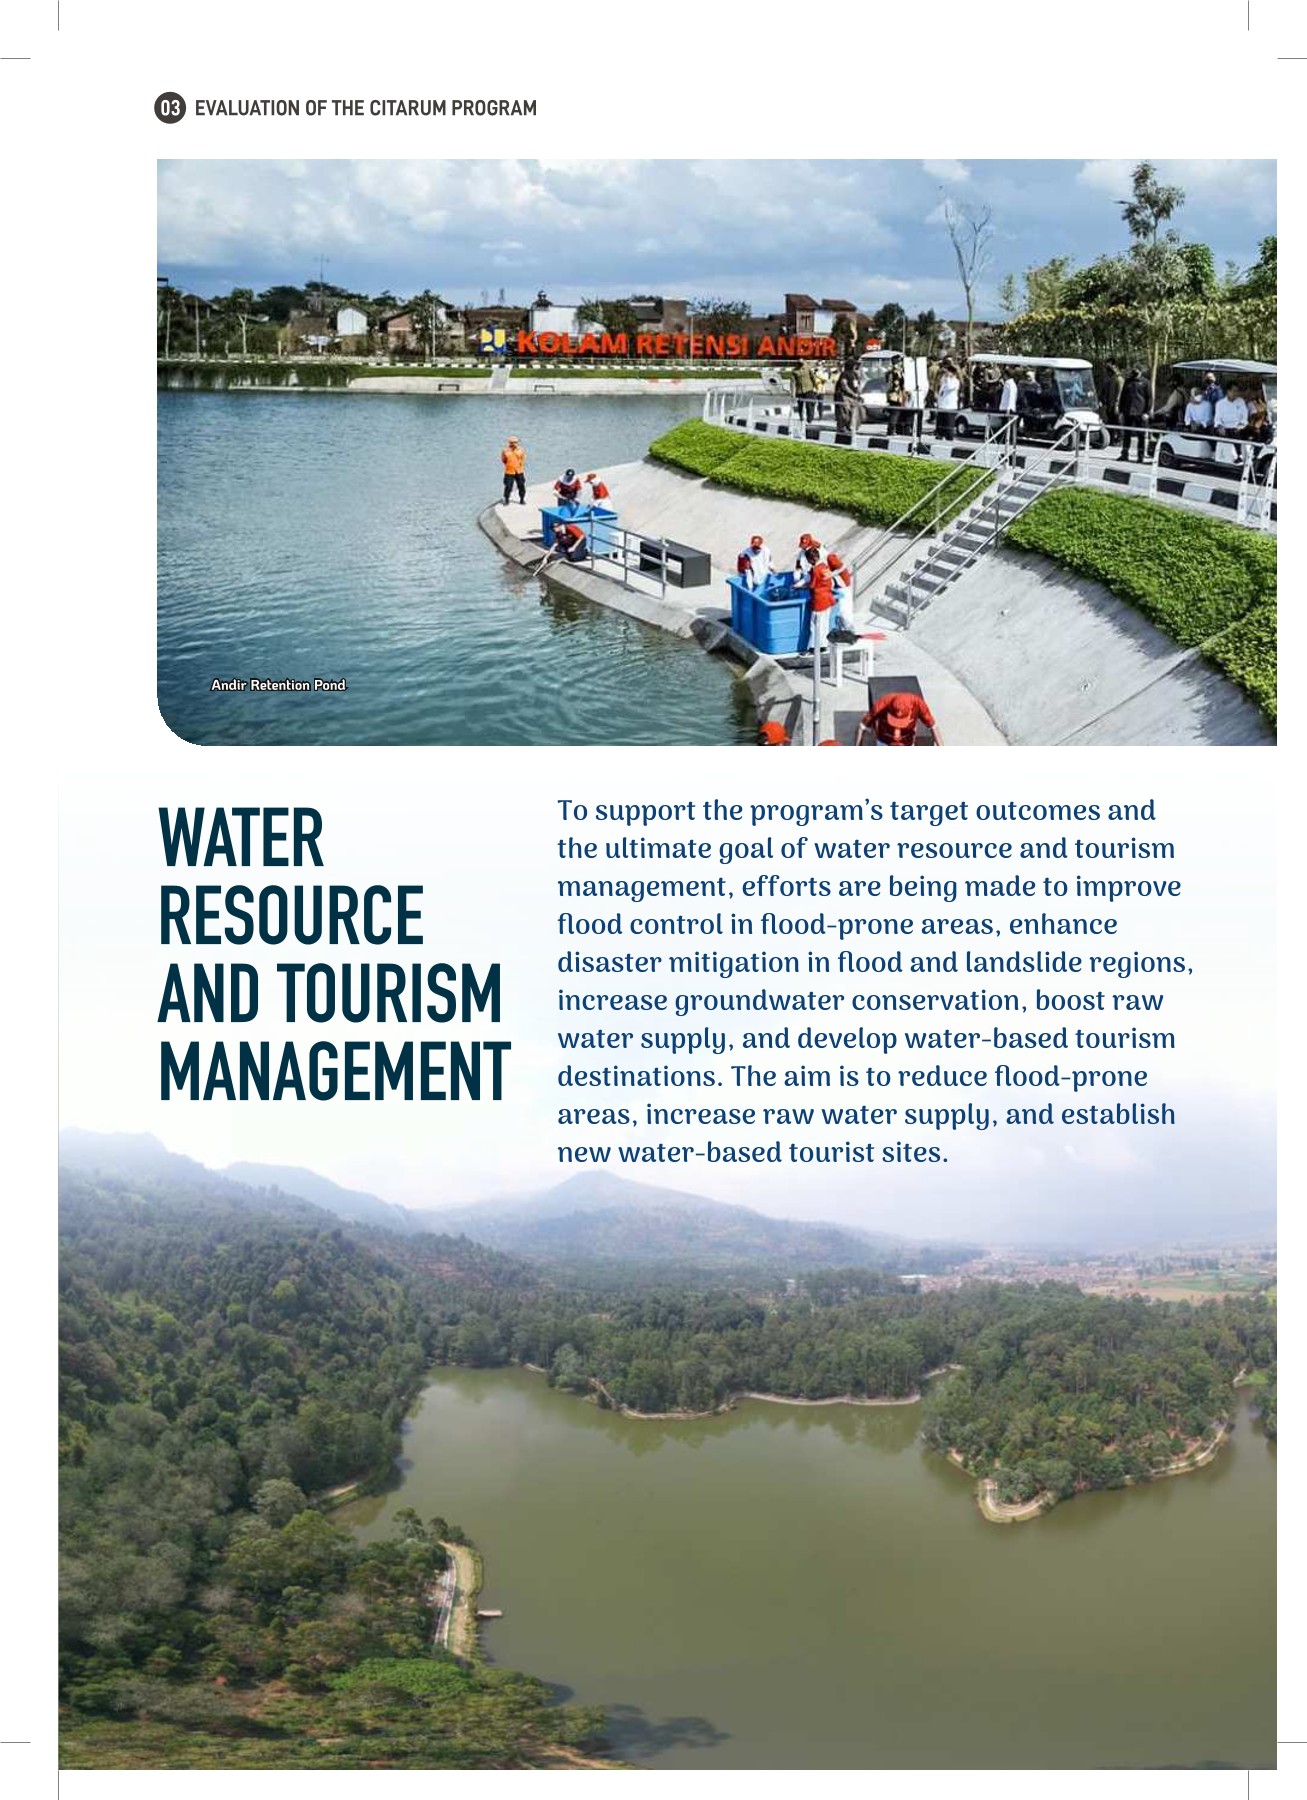 03 EVALUATION OF THE CITARUM PROGRAM
KOLAM RETENSI ANDIR
Andir Retention Pond
WATER
RESOURCE
AND TOURISM
MANAGEMENT
To support the program’s target outcomes and
the ultimate goal of water resource and tourism
management, efforts are being made to improve
flood control in flood-prone areas, enhance
disaster mitigation in flood and landslide regions,
increase groundwater conservation, boost raw
water supply, and develop water-based tourism
destinations. The aim is to reduce flood-prone
areas, increase raw water supply, and establish
new water-based tourist sites.